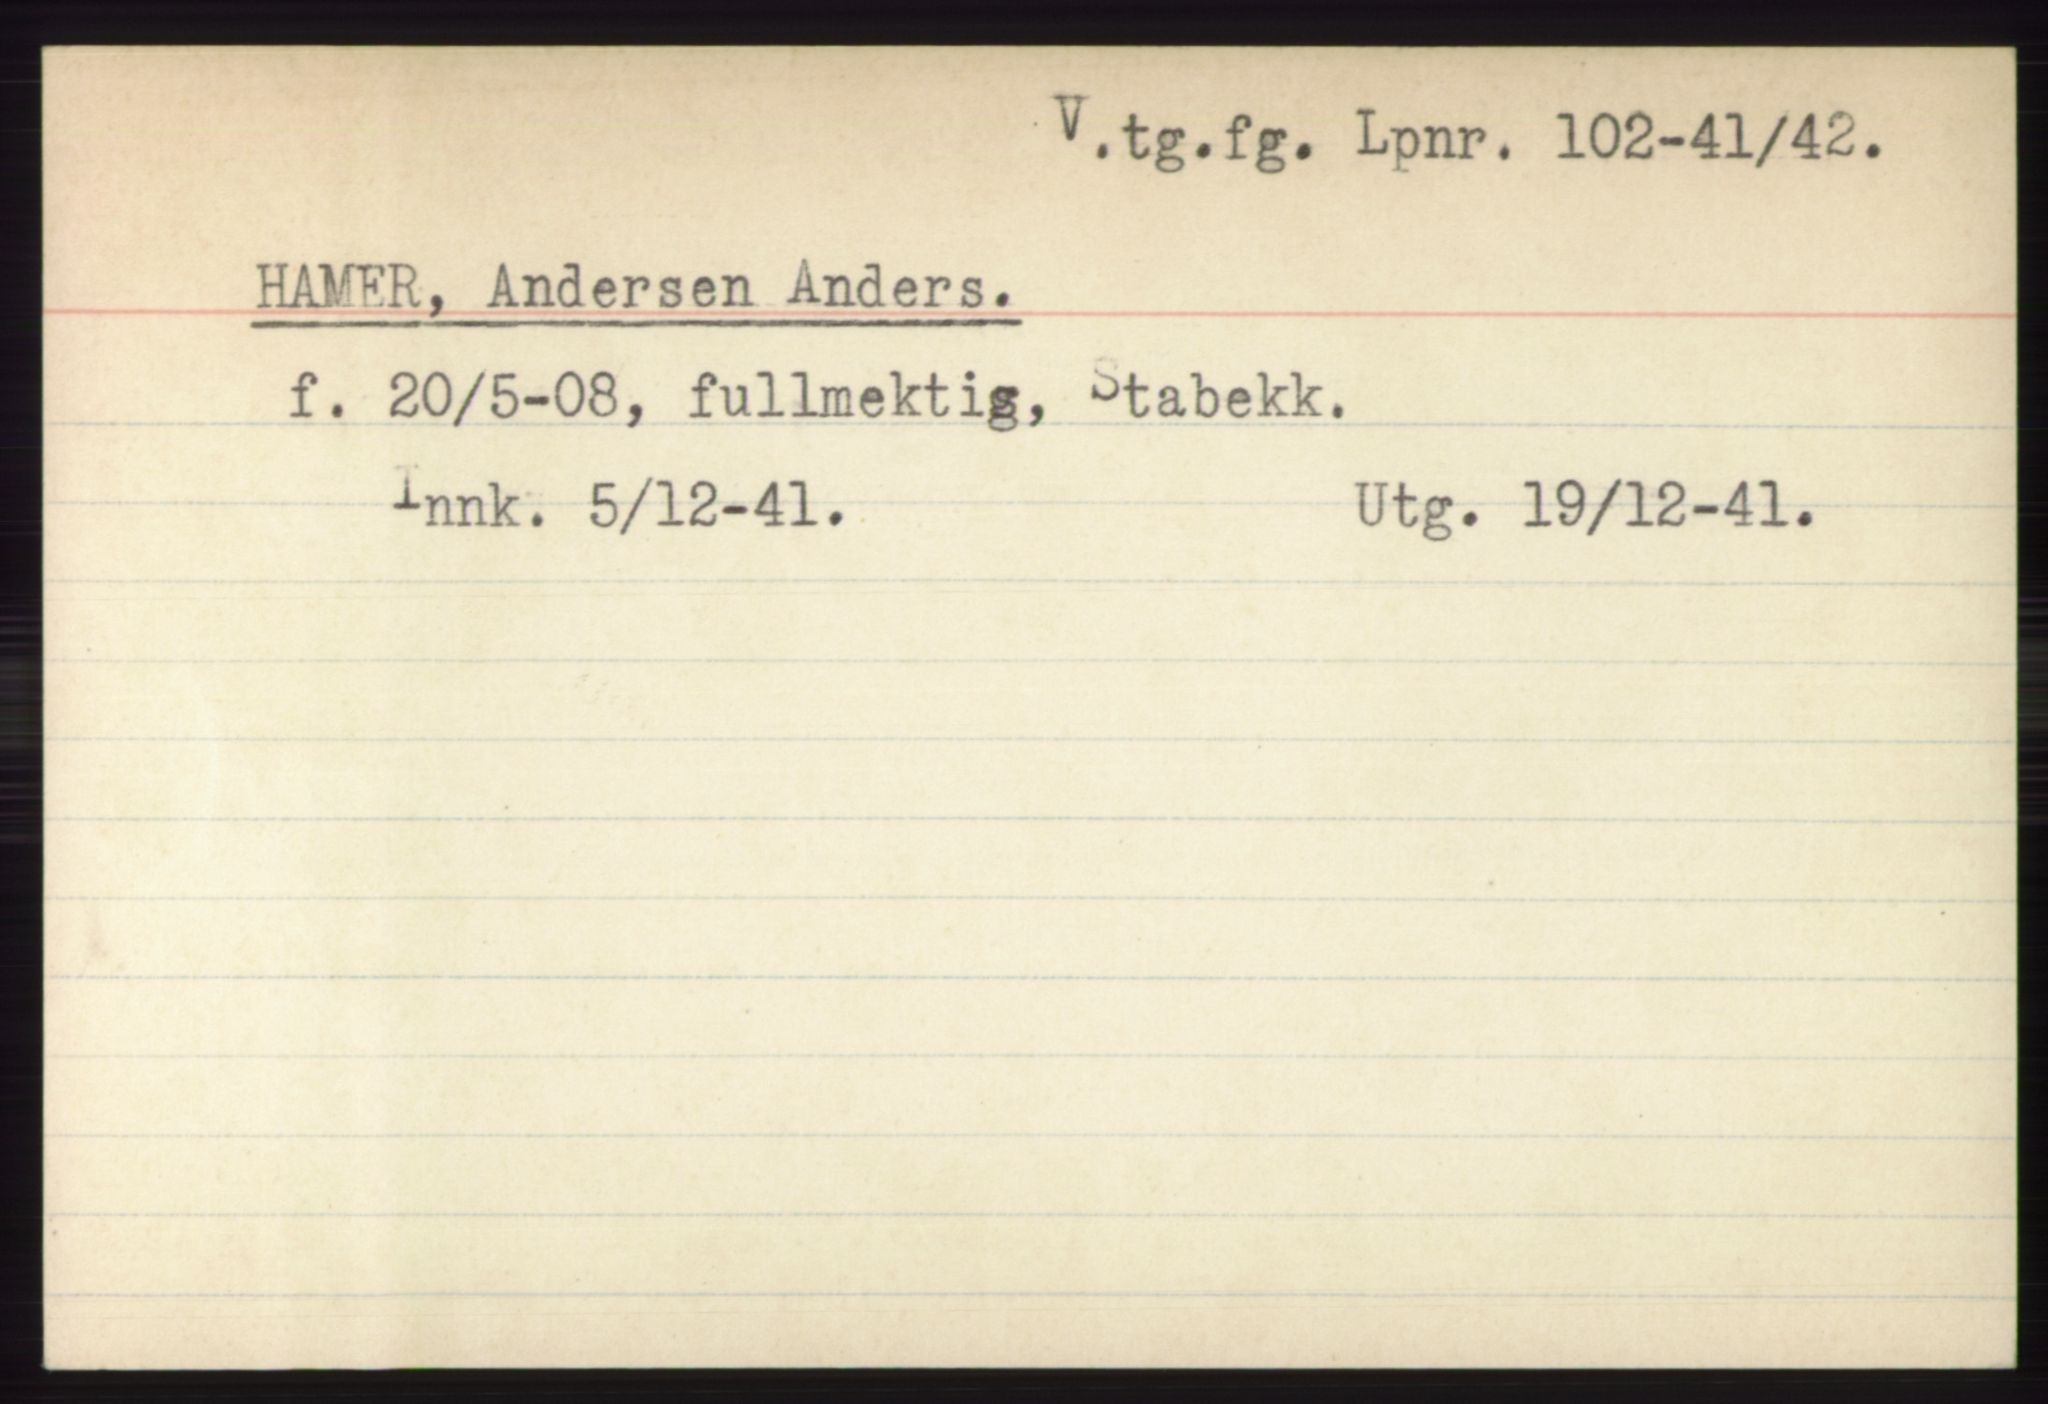 V.tg.fg. Lpnr. 102-41/42.
HAMER, Andersen Anders.
f. 20/5-08, fullmektig, Stabekk.
Innk. 5/12-41. Utg. 19/12-41.